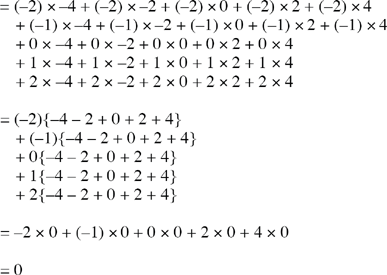 = (–2) × –4 + (–2) × –2 + (–2) × 0 + (–2) × 2 + (–2) × 4
+ (–1) × –4 + (–1) × –2 + (–1) × 0 + (–1) × 2 + (–1) × 4
+ 0 × –4 + 0 × –2 + 0 × 0 + 0 × 2 + 0 × 4
+ 1 × –4 + 1 × –2 + 1 × 0 + 1 × 2 + 1 × 4
+ 2 × –4 + 2 × –2 + 2 × 0 + 2 × 2 + 2 × 4
= (–2){–4 – 2 + 0 + 2 + 4}
+ (–1){–4 – 2 + 0 + 2 + 4}
+ 0{–4 – 2 + 0 + 2 + 4}
+ 1{–4 – 2 + 0 + 2 + 4}
+ 2{–4 – 2 + 0 + 2 + 4}
= –2 × 0 + (–1) × 0 + 0 × 0 + 2 × 0 + 4 × 0
= 0